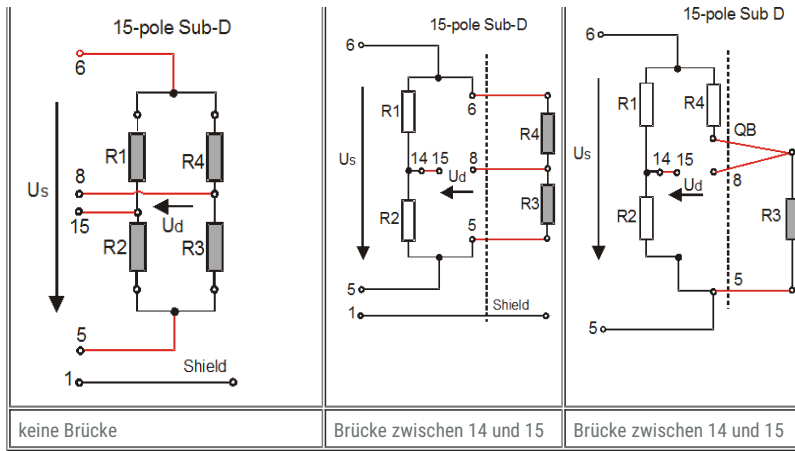 15-pole Sub-D
6
R1
R4
Us
8
15
Ud
R2
R3
5
Shield
1
keine Brücke
15-pole Sub-D
6
R1
6
R4
14 15
8
Us
Ud
R2
R3
5
5
Shield
1
Brücke zwischen 14 und 15
15-pole Sub D
6
R1
R4
QB
Us
14 15
8
Ud
R2
R3
5
5
Brücke zwischen 14 und 15